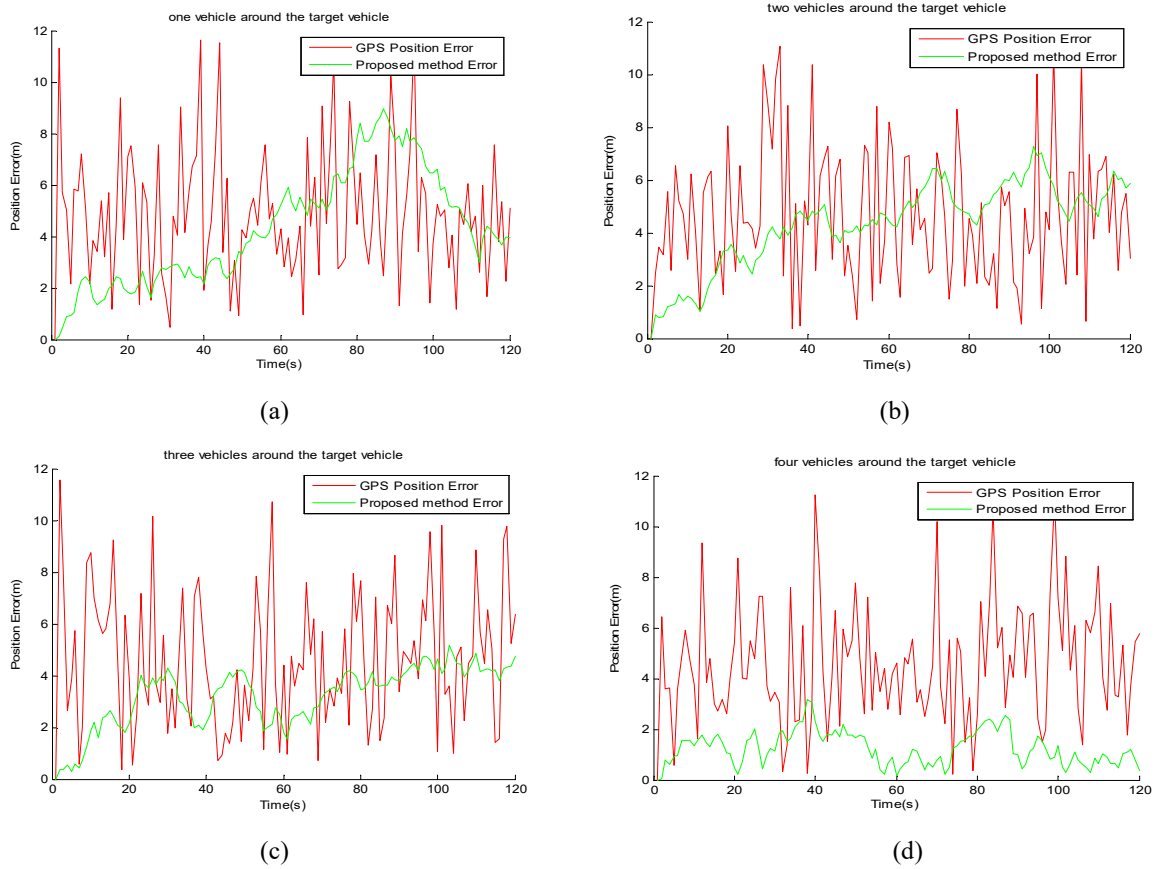 one vehicle around the target vehicle
12
10
8
6
4
2
0
Position Error(m)
GPS Position Error
Proposed method Error
0 20 40 60 80 100 120
Time(s)
(a)
two vehicles around the target vehicle
12
10
8
6
4
2
0
Position Error(m)
GPS Position Error
Proposed method Error
0 20 40 60 80 100 120
Time(s)
(b)
three vehicles around the target vehicle
12
10
8
6
4
2
0
Position Error(m)
GPS Position Error
Proposed method Error
0 20 40 60 80 100 120
Time(s)
(c)
four vehicles around the target vehicle
12
10
8
6
4
2
0
Position Error(m)
GPS Position Error
Proposed method Error
0 20 40 60 80 100 120
Time(s)
(d)